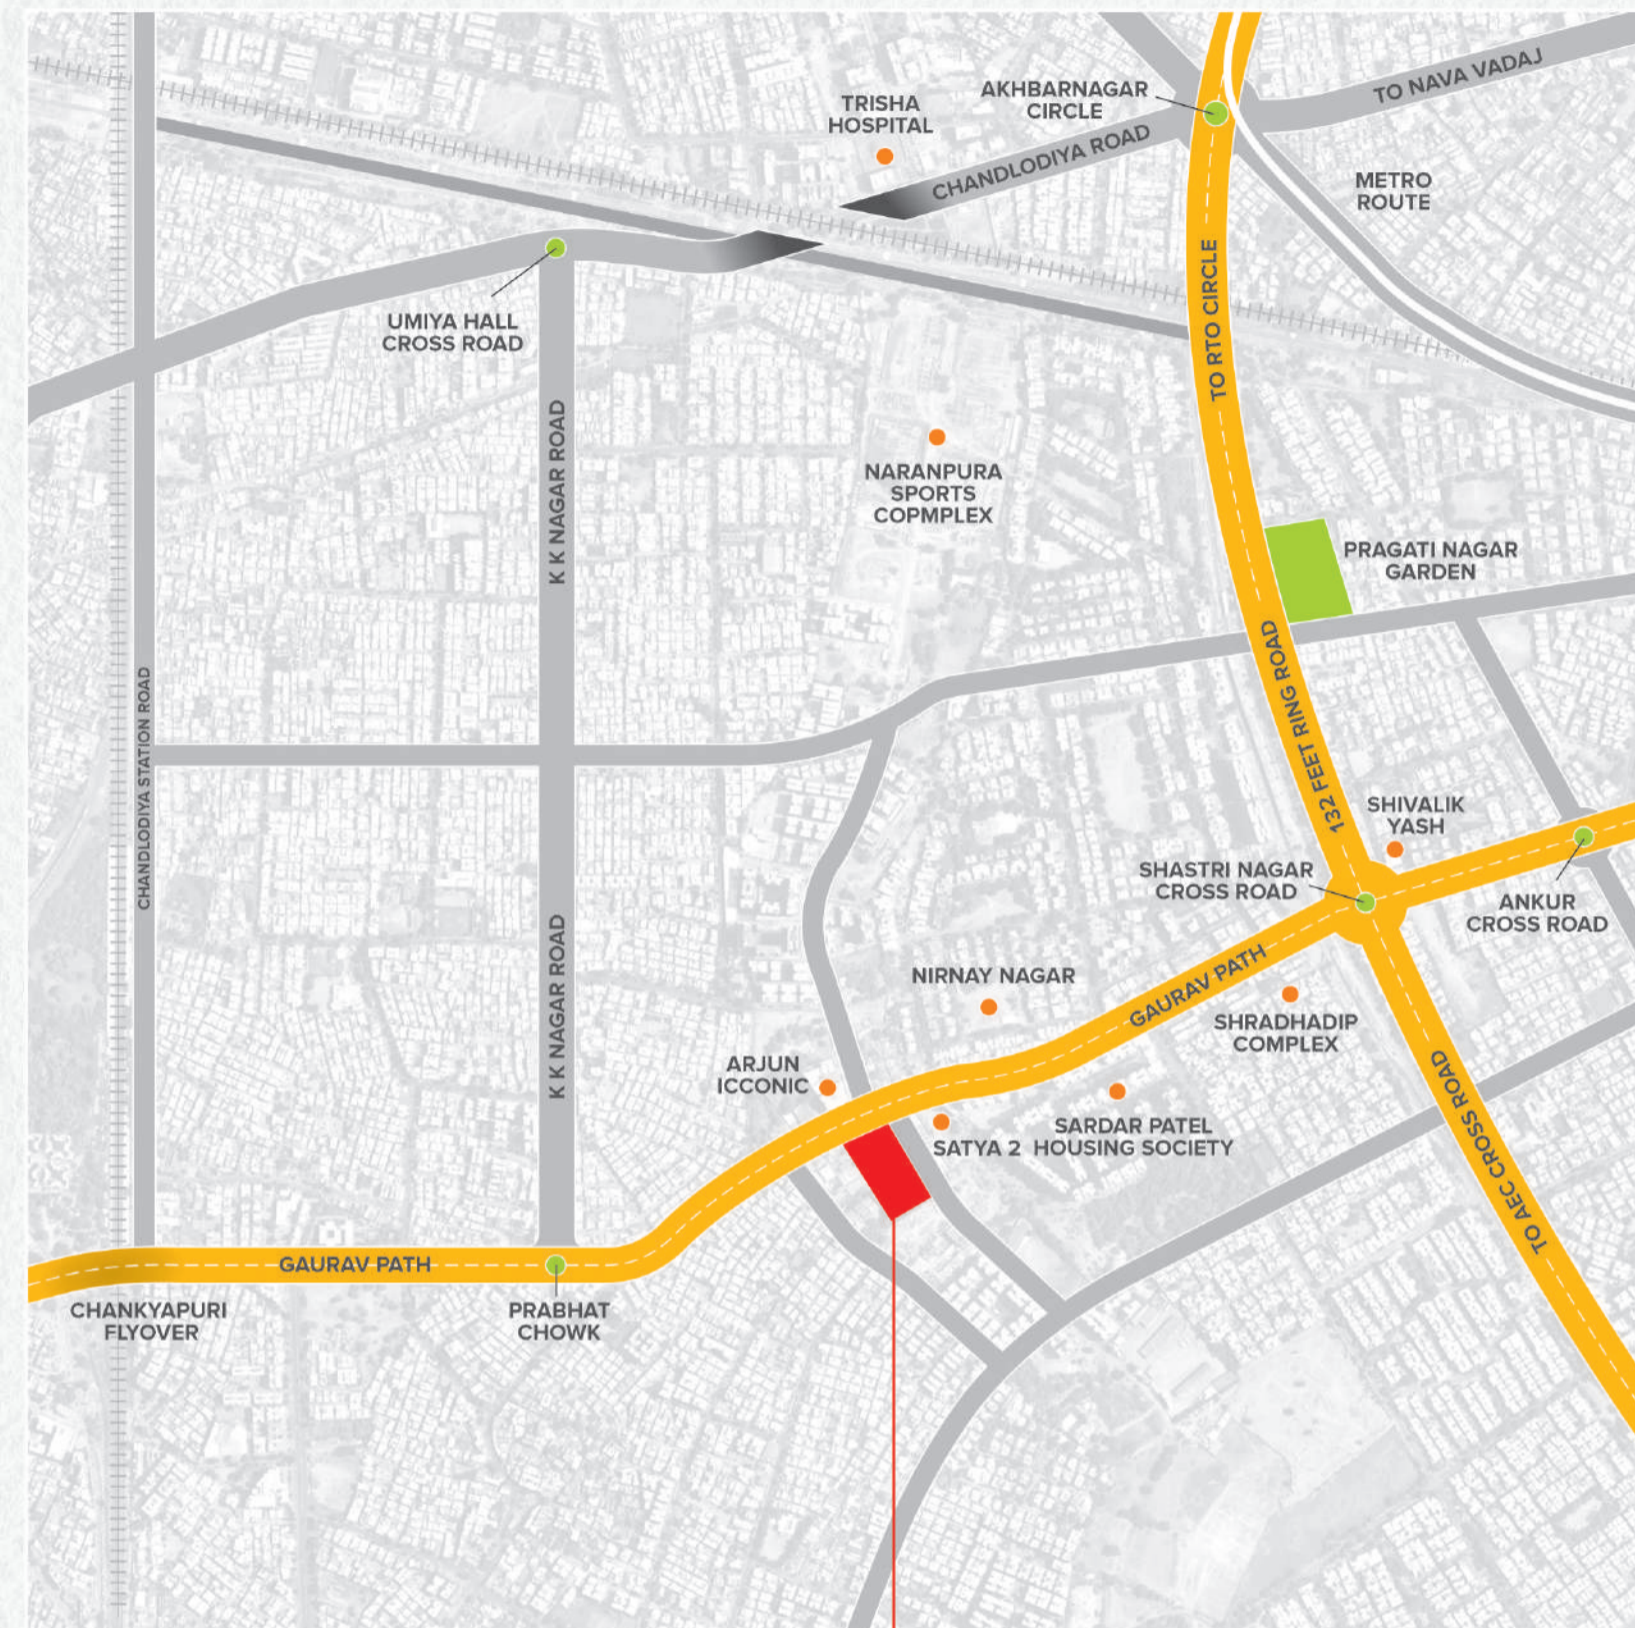 TO NAVA VADAJ
AKHBARNAGAR
CIRCLE
TRISHA
HOSPITAL
CHANDLODIYA ROAD
METRO
ROUTE
UMIYA HALL
CROSS ROAD
TO RTO CIRCLE
K K NAGAR ROAD
NARANPURA
SPORTS
COPMPLEX
PRAGATI NAGAR
GARDEN
132 FEET RING ROAD
CHANDLODIYA STATION ROAD
SHIVALIK
YASH
SHASTRI NAGAR
CROSS ROAD
ANKUR
CROSS ROAD
K K NAGAR ROAD
NIRNAY NAGAR
GAURAV PATH
SHRADHADIP
COMPLEX
ARJUN
ICCONIC
SATYA 2
SARDAR PATEL
HOUSING SOCIETY
TO AEC CROSS ROAD
GAURAV PATH
CHANKYAPURI
FLYOVER
PRABHAT
CHOWK